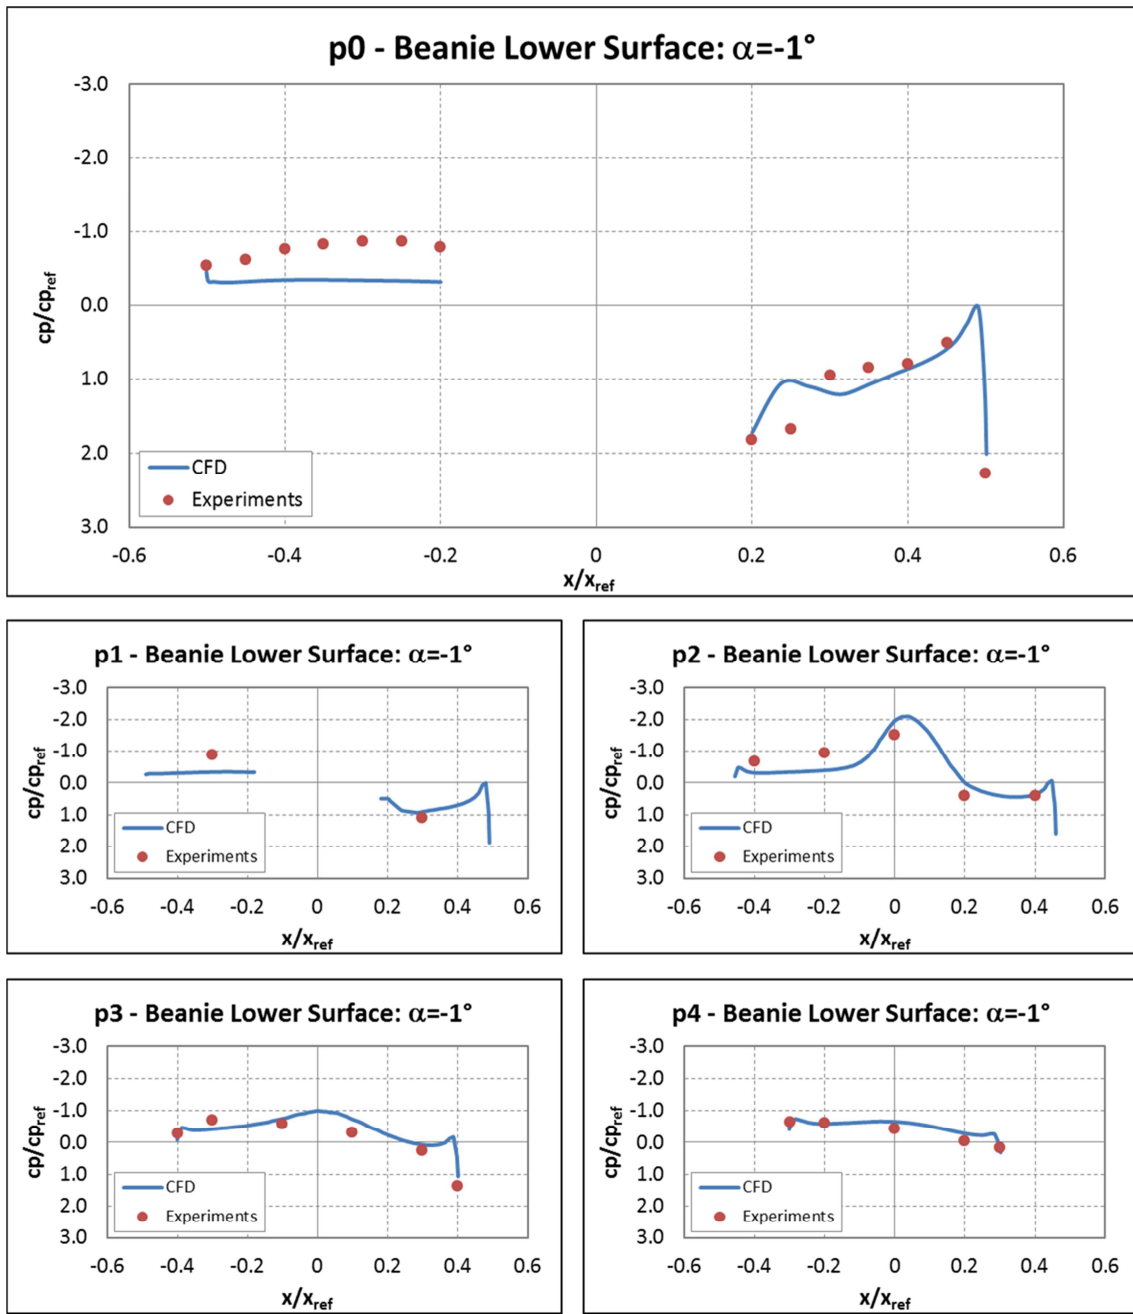 p0 - Beanie Lower Surface: α=-1°
-3.0
-2.0
-1.0
0.0
1.0
2.0
3.0
cp/cpref
CFD
Experiments
-0.6 -0.4 -0.2 0 0.2 0.4 0.6
x/xref
p1 - Beanie Lower Surface: α=-1°
-3.0
-2.0
-1.0
0.0
1.0
2.0
3.0
cp/cpref
CFD
Experiments
-0.6 -0.4 -0.2 0 0.2 0.4 0.6
x/xref
p2 - Beanie Lower Surface: α=-1°
-3.0
-2.0
-1.0
0.0
1.0
2.0
3.0
cp/cpref
CFD
Experiments
-0.6 -0.4 -0.2 0 0.2 0.4 0.6
x/xref
p3 - Beanie Lower Surface: α=-1°
-3.0
-2.0
-1.0
0.0
1.0
2.0
3.0
cp/cpref
CFD
Experiments
-0.6 -0.4 -0.2 0 0.2 0.4 0.6
x/xref
p4 - Beanie Lower Surface: α=-1°
-3.0
-2.0
-1.0
0.0
1.0
2.0
3.0
cp/cpref
CFD
Experiments
-0.6 -0.4 -0.2 0 0.2 0.4 0.6
x/xref